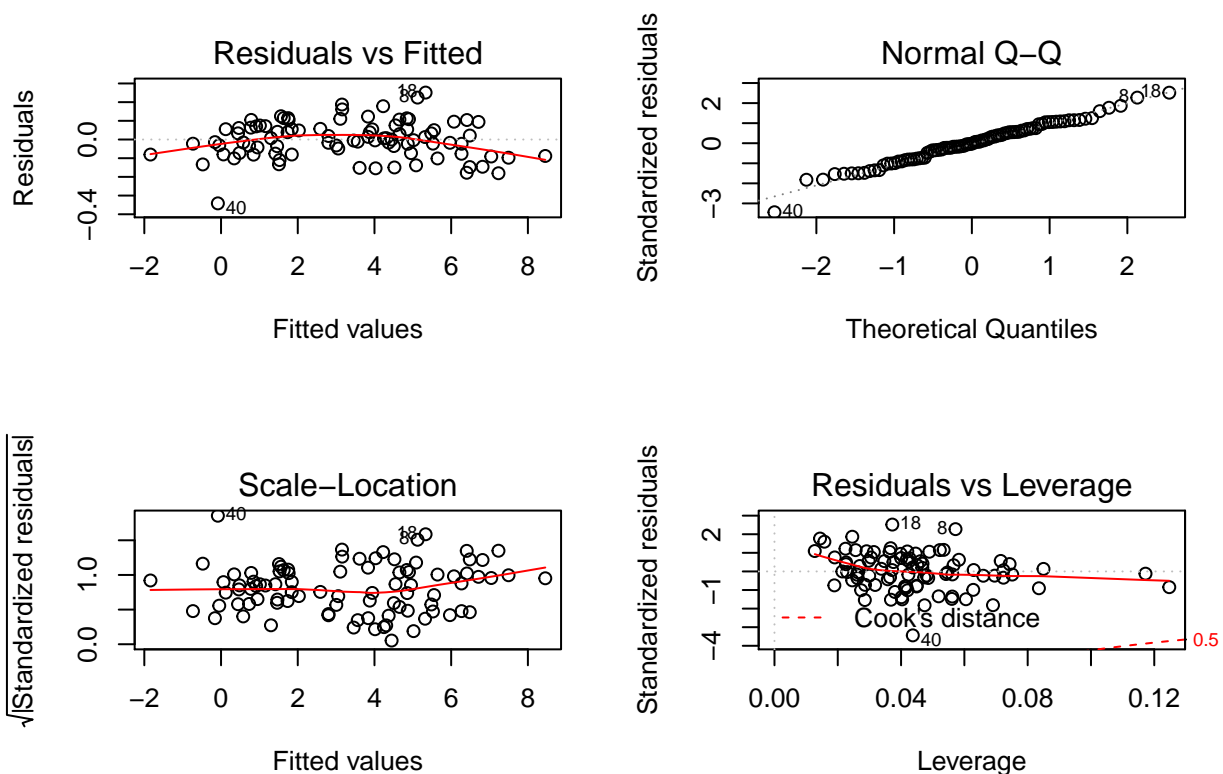 Residuals vs Fitted
Residuals
0.0
−0.4
18
8
40
−2 0 2 4 6 8
Fitted values
Normal Q−Q
Standardized residuals
2
0
−3
8
18
40
−2 −1 0 1 2
Theoretical Quantiles
Scale−Location
√|Standardized residuals|
1.0
0.0
40
18
8
−2 0 2 4 6 8
Fitted values
Residuals vs Leverage
Standardized residuals
2
−1
−4
18
8
Cook's distance
40
0.5
0.00 0.04 0.08 0.12
Leverage